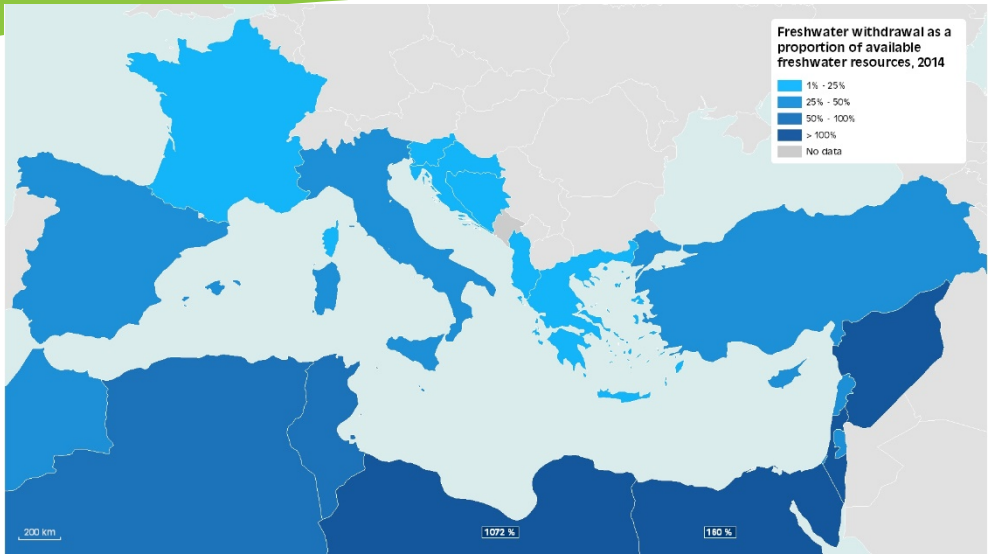 Freshwater withdrawal as a
proportion of available
freshwater resources, 2014
1% - 25%
25% - 50%
50% - 100%
> 100%
No data
200 km
1072 %
160 %